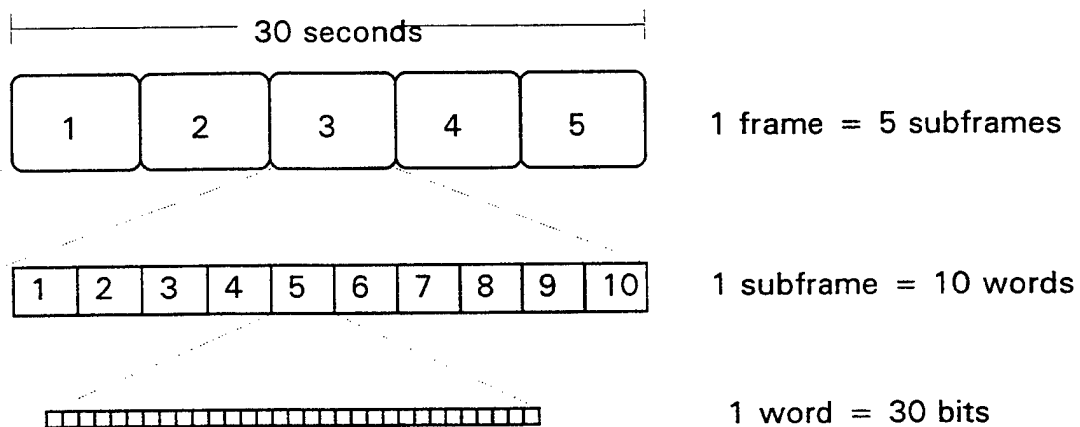 30 seconds
1 2 3 4 5 1 frame = 5 subframes
1 2 3 4 5 6 7 8 9 10 1 subframe = 10 words
1 word = 30 bits